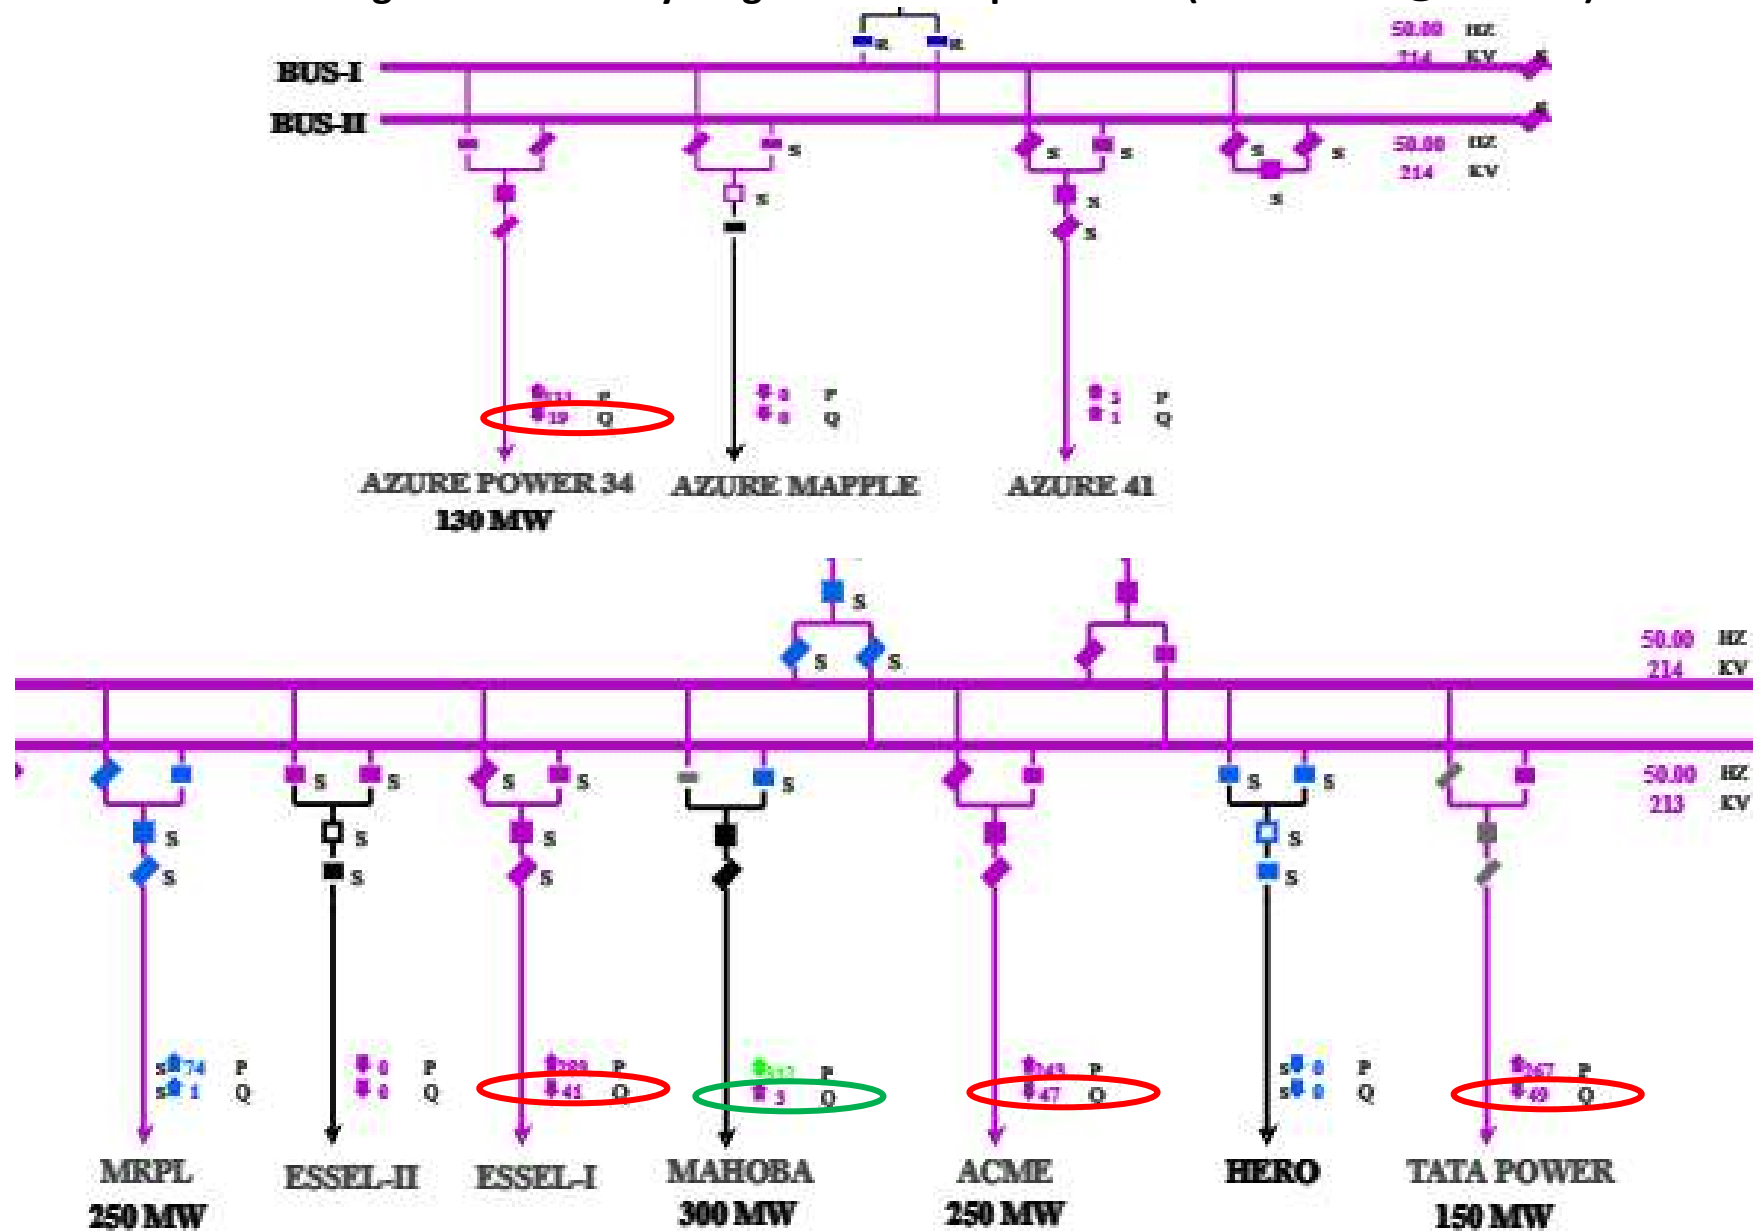 BUS-I
BUS-II
R R
50.00 HZ
214 KV
S
S
50.00 HZ
214 KV
S S S S S
S S S
S
P
19 Q
0 P
0 Q
P
1 Q
AZURE POWER 34
130 MW
AZURE MAPPLE
AZURE 41
S
S S
50.00 HZ
214 KV
50.00 HZ
213 KV
S S S S S S S
S S S S
S S S S
S 74 P
S 1 Q
0 P
0 Q
P
41 Q
P
3 Q
P
47 Q
S 0 P
S 0 Q
P
49 Q
MRPL
250 MW
ESSEL-II
ESSEL-I
MAHOBA
300 MW
ACME
250 MW
HERO
TATA POWER
150 MW